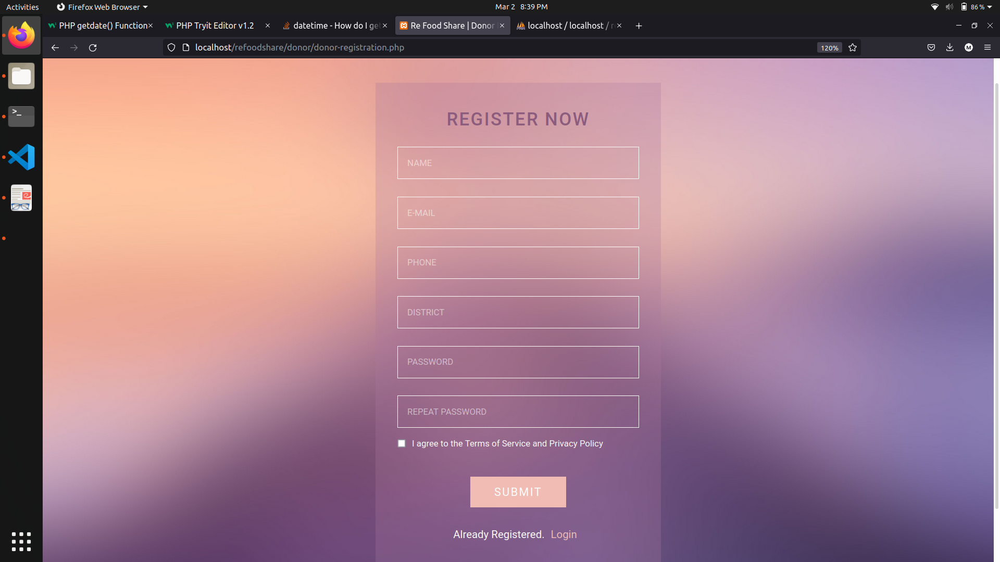 Activities
Firefox Web Browser
Mar 2 8:39 PM
86 %
PHP getdate() Function
PHP Tryit Editor v1.2
datetime - How do I ge
Re Food Share | Donor
localhost / localhost / r
localhost/refoodshare/donor/donor-registration.php
120%
M
REGISTER NOW
NAME
E-MAIL
PHONE
DISTRICT
PASSWORD
REPEAT PASSWORD
I agree to the Terms of Service and Privacy Policy
SUBMIT
Already Registered. Login